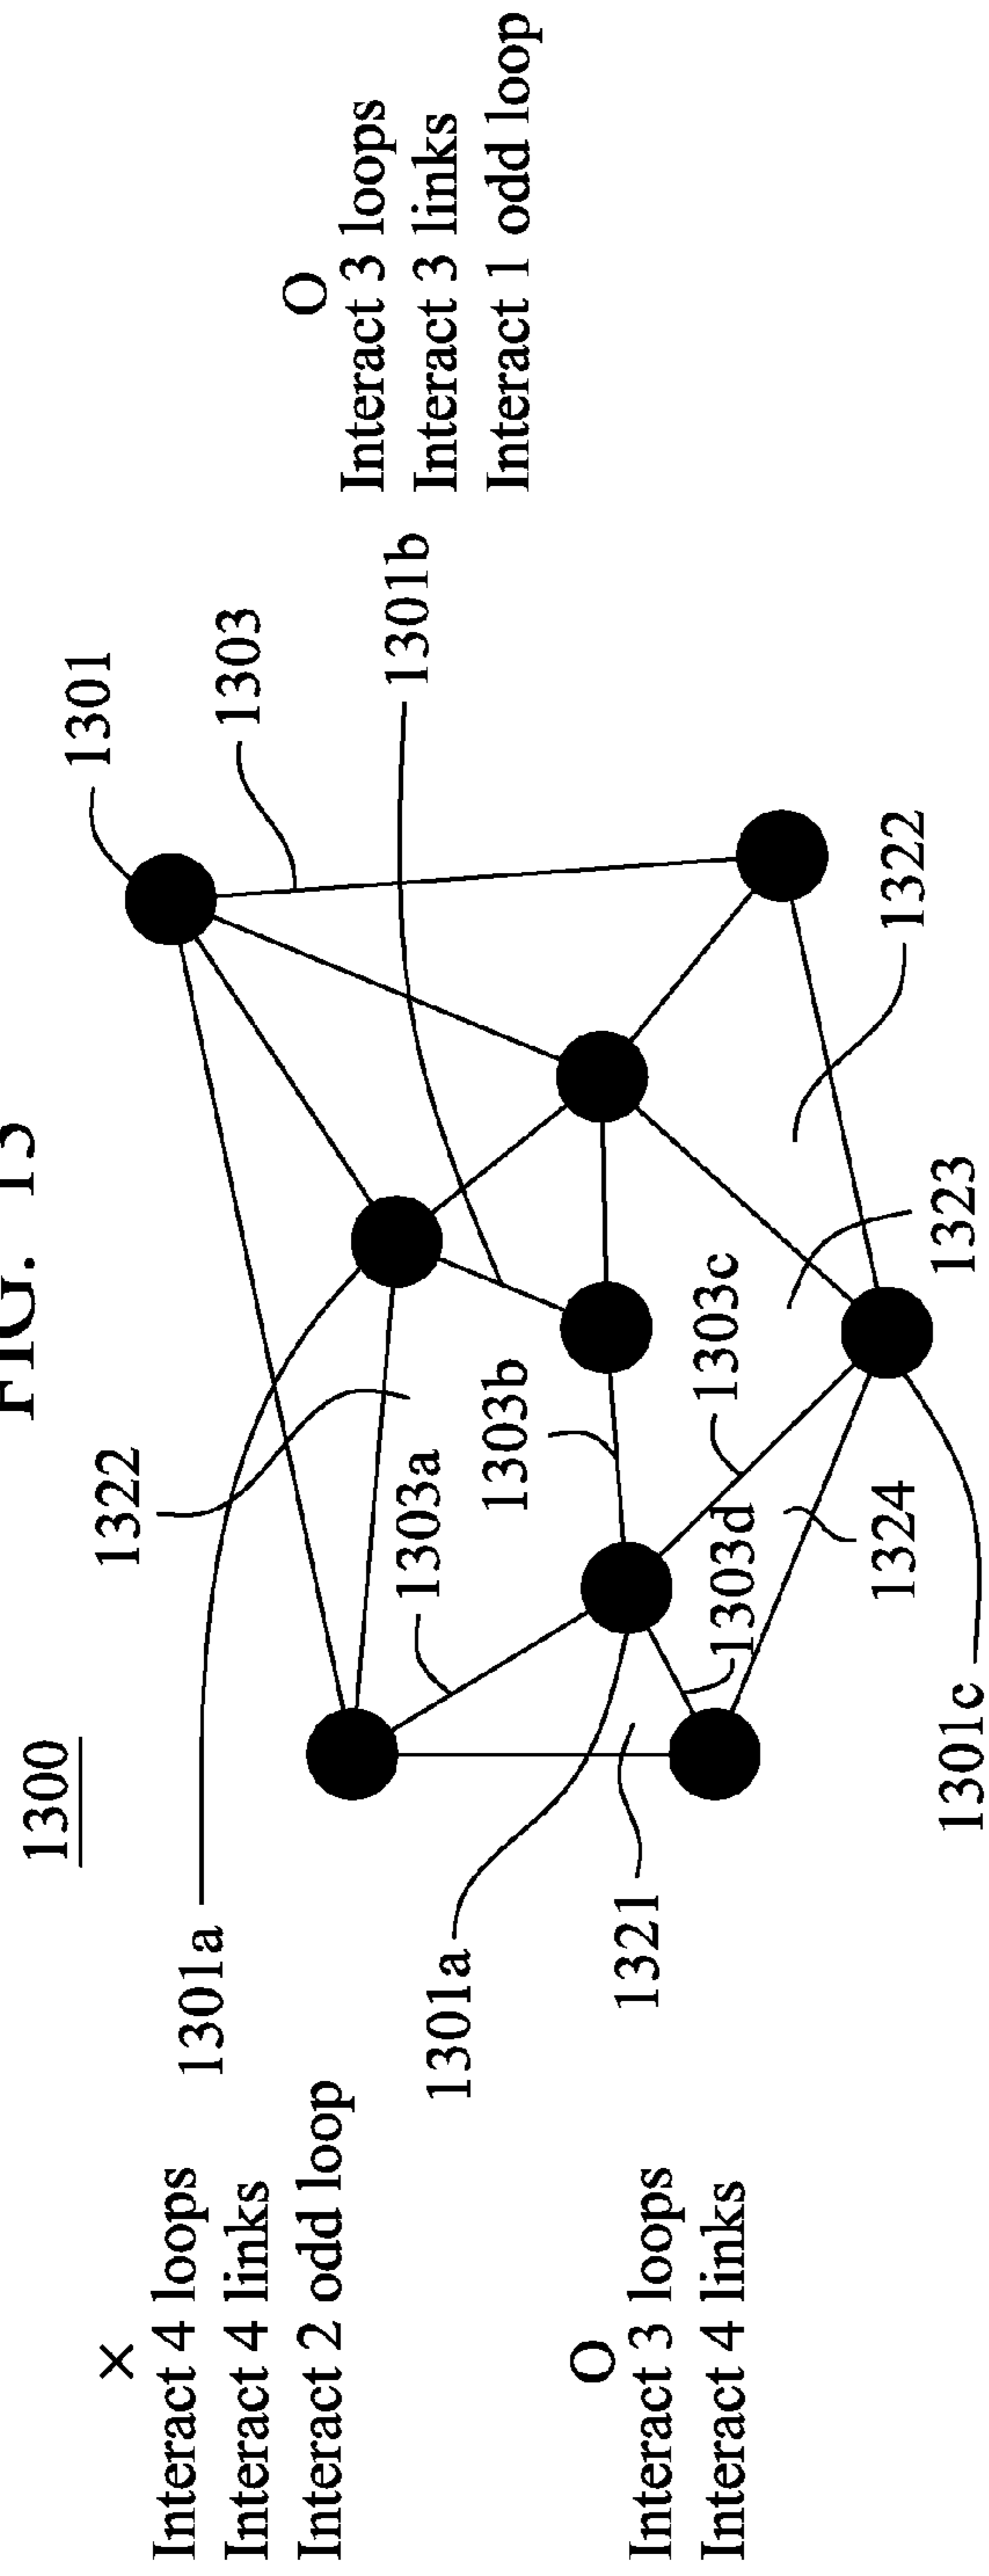 FIG. 13
1300
×
Interact 4 loops
Interact 4 links
Interact 2 odd loop
O
Interact 3 loops
Interact 4 links
1301a
1301a
1321
1322
1303a
1303b
1303d
1303c
1324
1301c
1323
1322
1301
1303
1301b
O
Interact 3 loops
Interact 3 links
Interact 1 odd loop